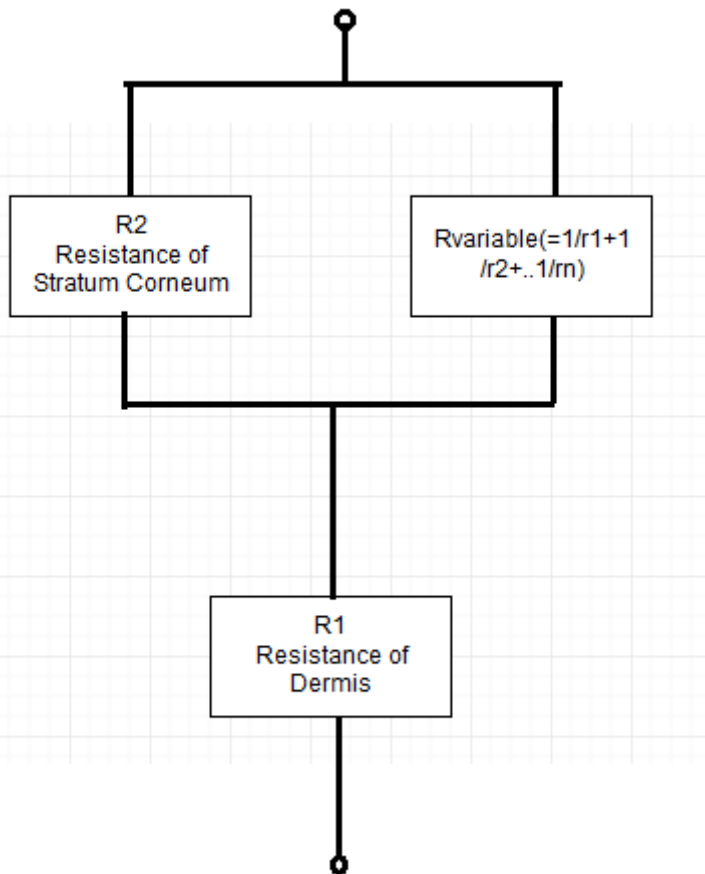 R2
Resistance of
Stratum Corneum
Rvariable(=1/r1+1
/r2+..1/rn)
R1
Resistance of
Dermis